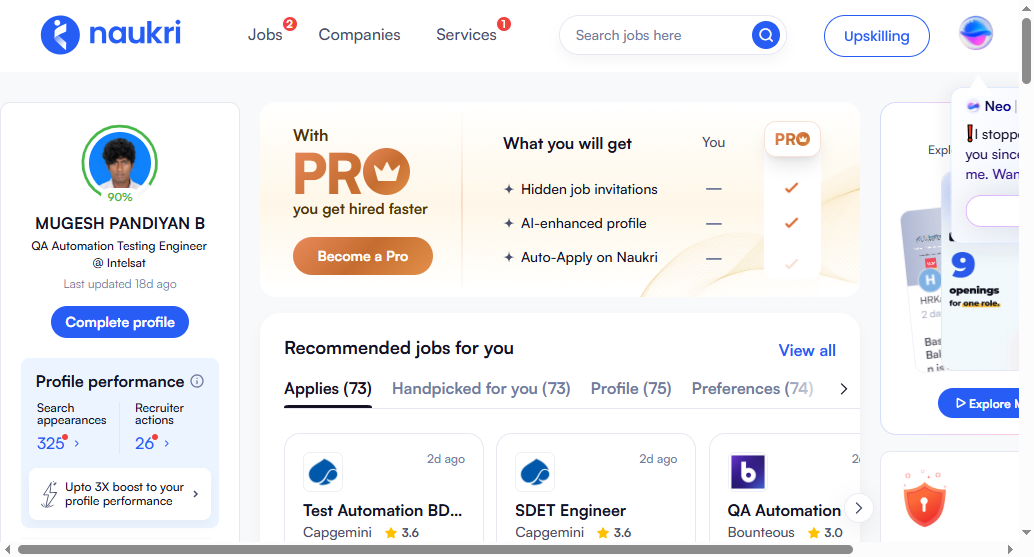 naukri
Jobs 2
Companies
Services 1
Search jobs here
Upskilling
90%
MUGESH PANDIYAN B
QA Automation Testing Engineer
@ Intelsat
Last updated 18d ago
Complete profile
Profile performance
Search
appearances
325
Recruiter
actions
26
Upto 3X boost to your
profile performance
With
PRO
you get hired faster
Become a Pro
What you will get
You
PRO
Hidden job invitations
AI-enhanced profile
Auto-Apply on Naukri
Recommended jobs for you
View all
Applies (73)
Handpicked for you (73)
Profile (75)
Preferences (74)
2d ago
Test Automation BD...
Capgemini
3.6
2d ago
SDET Engineer
Capgemini
3.6
QA Automation
Bounteous
3.0
Neo |
I stoppe
you since
me. Wan
Expl
H
HRKA
2 da
9
openings
for one role.
Explore M